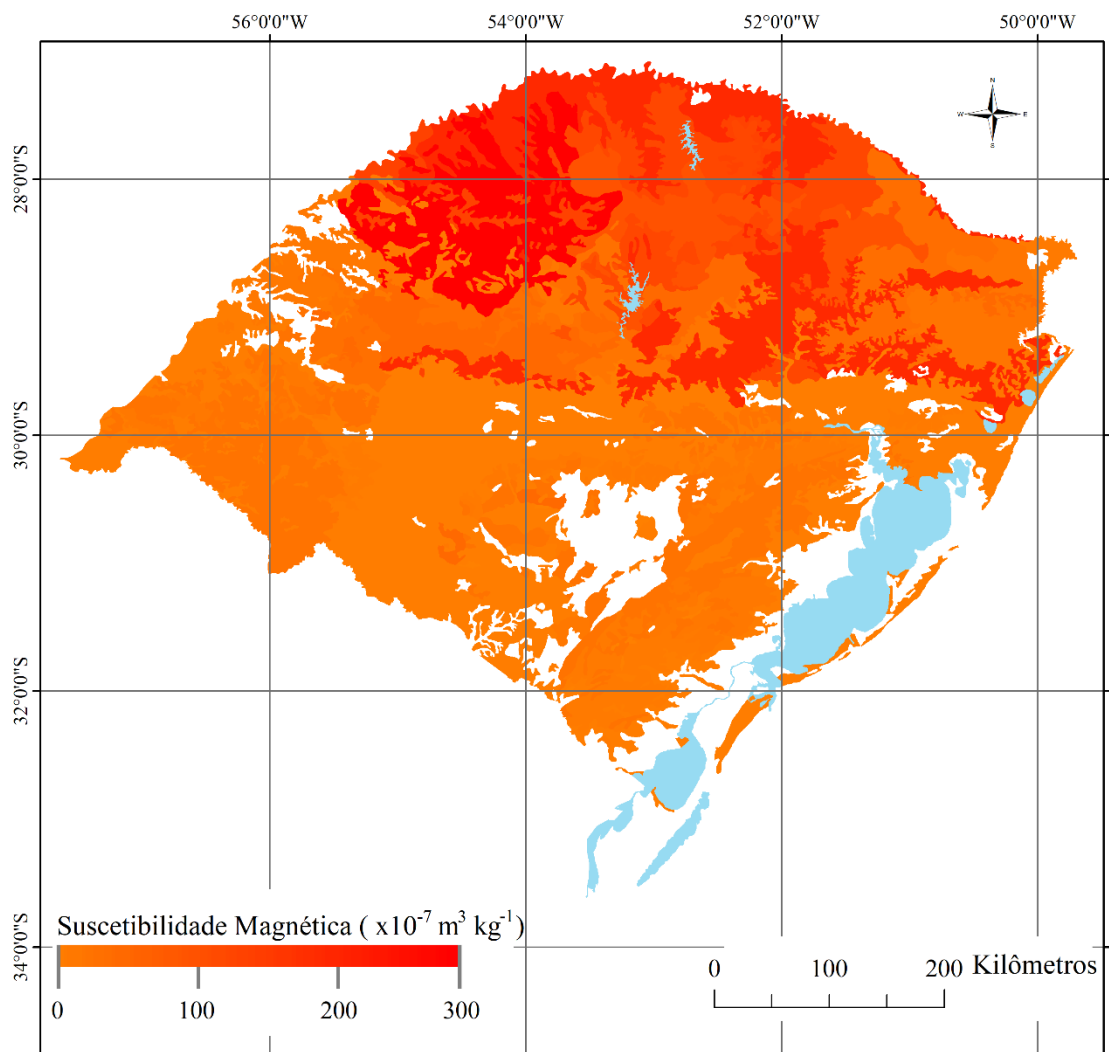 56°0'0"W 54°0'0"W 52°0'0"W 50°0'0"W
N
W E
S
28°0'0"S
30°0'0"S
32°0'0"S
34°0'0"S
Suscetibilidade Magnética ( x10⁻⁷ m³ kg⁻¹)
0 100 200 300
0 100 200 Kilômetros